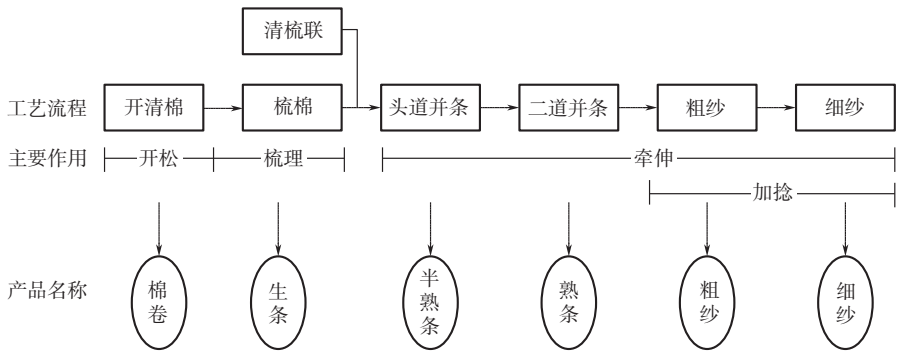 清梳联
工艺流程 开清棉 梳棉 头道并条 二道并条 粗纱 细纱
主要作用 开松 梳理 牵伸
加捻
产品名称 棉卷 生条 半熟条 熟条 粗纱 细纱